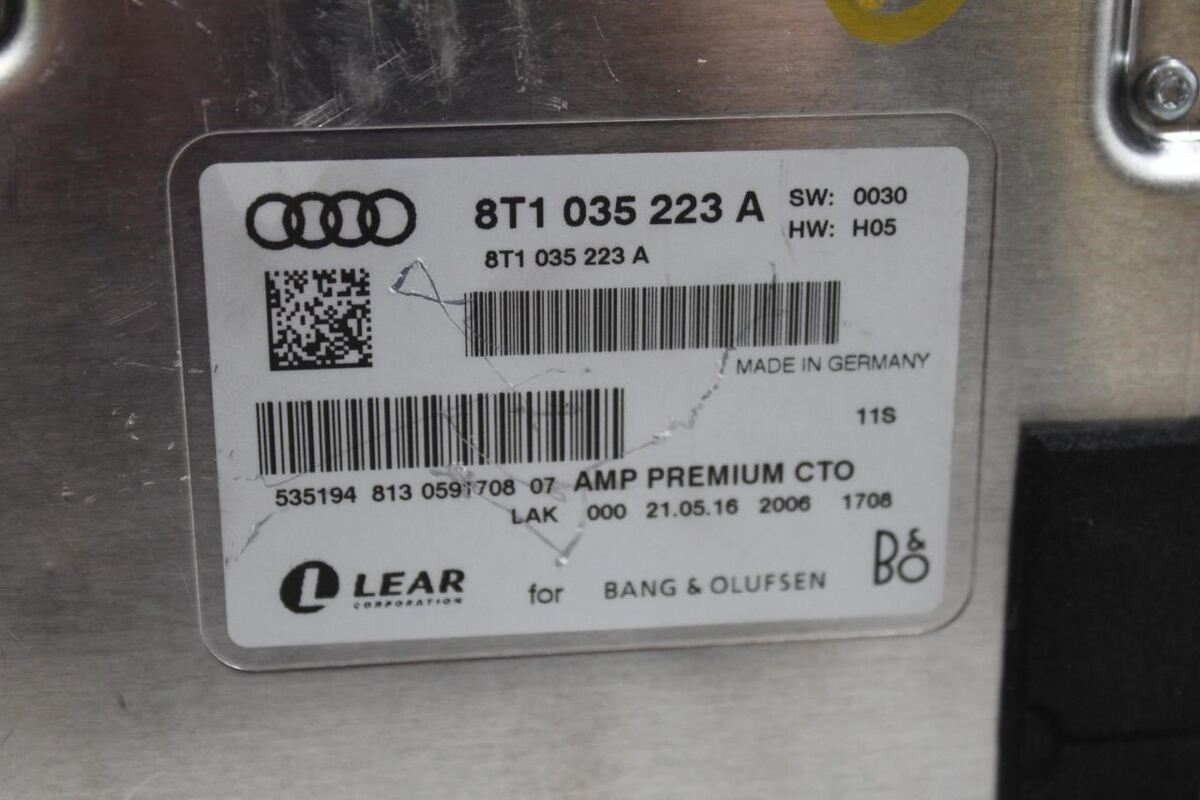 8T1 035 223 A
SW: 0030
HW: H05
8T1 035 223 A
MADE IN GERMANY
11S
535194 813 0591708 07 AMP PREMIUM CTO
LAK 000 21.05.16 2006 1708
L LEAR
CORPORATION
for BANG & OLUFSEN
B&O